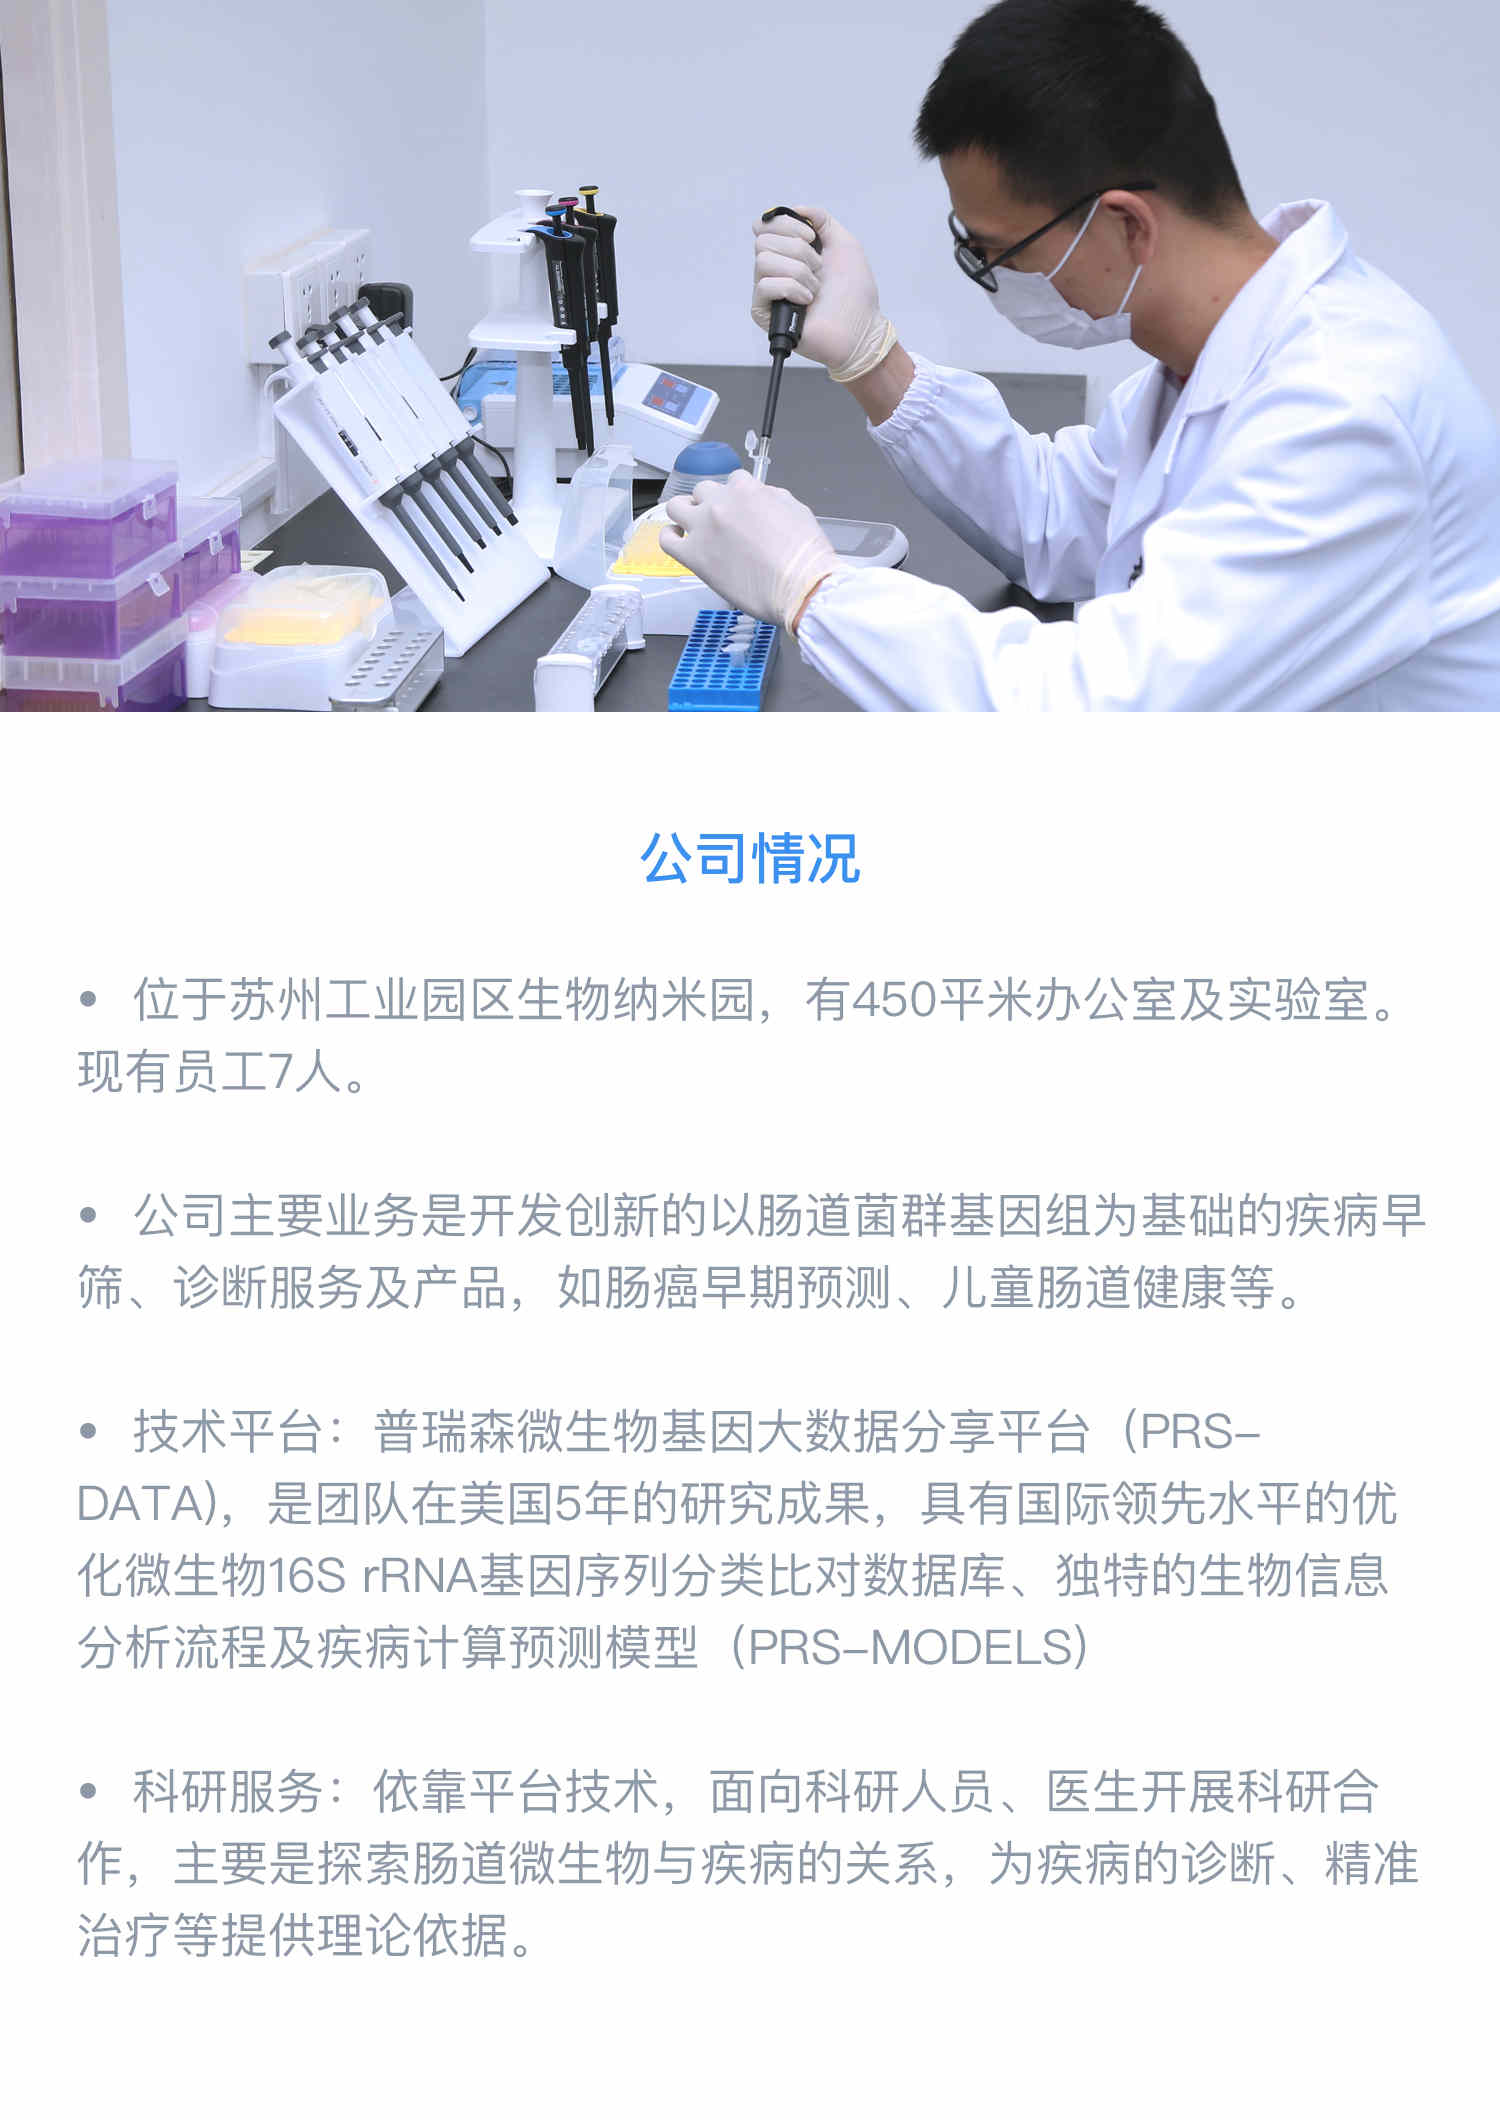 公司情况
• 位于苏州工业园区生物纳米园，有450平米办公室及实验室。
现有员工7人。
• 公司主要业务是开发创新的以肠道菌群基因组为基础的疾病早
筛、诊断服务及产品，如肠癌早期预测、儿童肠道健康等。
• 技术平台：普瑞森微生物基因大数据分享平台（PRS-
DATA)，是团队在美国5年的研究成果，具有国际领先水平的优
化微生物16S rRNA基因序列分类比对数据库、独特的生物信息
分析流程及疾病计算预测模型（PRS-MODELS）
• 科研服务：依靠平台技术，面向科研人员、医生开展科研合
作，主要是探索肠道微生物与疾病的关系，为疾病的诊断、精准
治疗等提供理论依据。